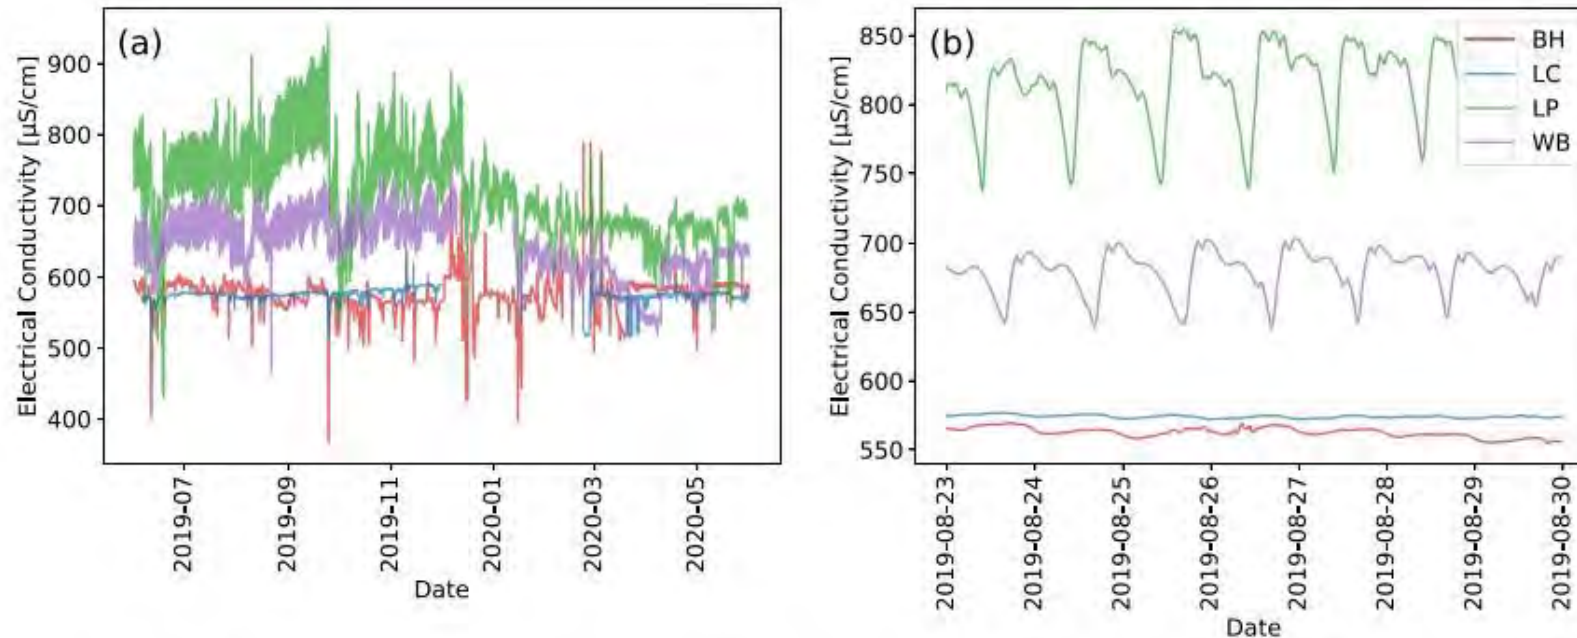 (a)
Electrical Conductivity [µS/cm]
900
800
700
600
500
400
2019-07
2019-09
2019-11
2020-01
2020-03
2020-05
Date
(b)
Electrical Conductivity [µS/cm]
850
800
750
700
650
600
550
BH
LC
LP
WB
2019-08-23
2019-08-24
2019-08-25
2019-08-26
2019-08-27
2019-08-28
2019-08-29
2019-08-30
Date